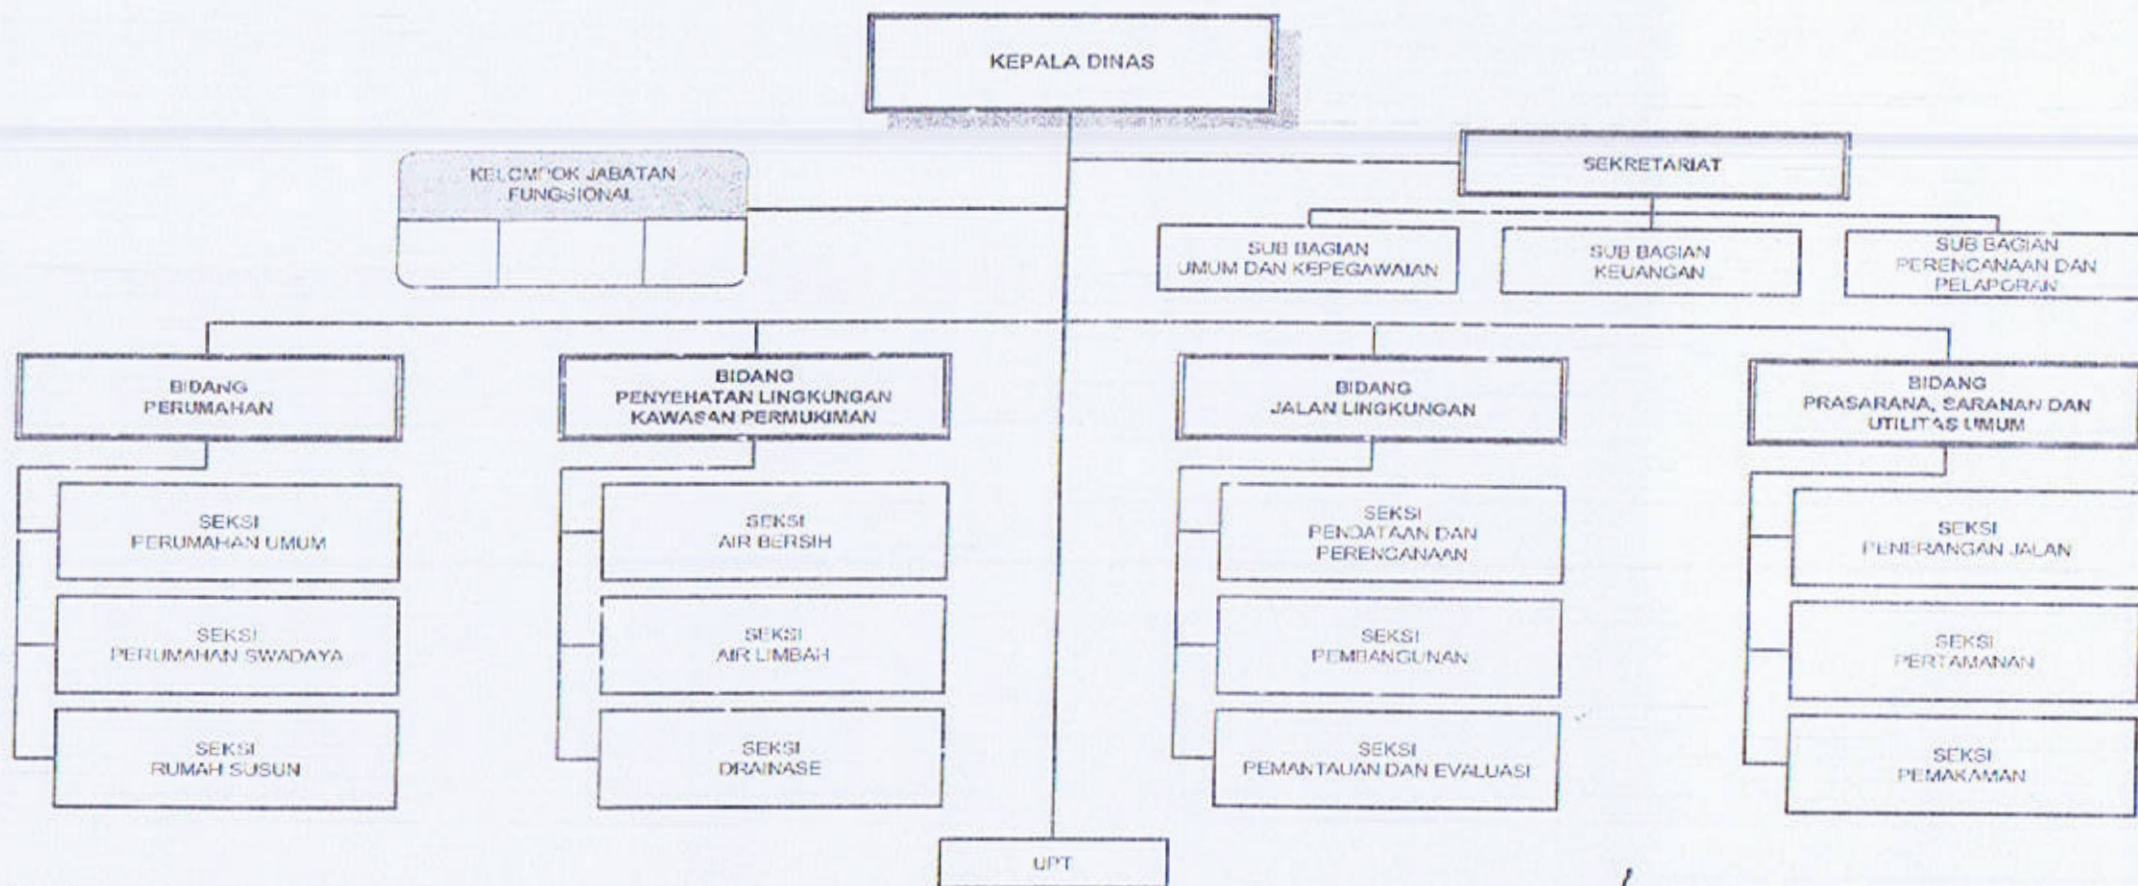 KEPALA DINAS
SEKRETARIAT
KELOMPOK JABATAN
FUNGSIONAL
SUB BAGIAN
UMUM DAN KEPEGAWAIAN
SUB BAGIAN
KEUANGAN
SUB BAGIAN
PERENCANAAN DAN
PELAPORAN
BIDANG
PERUMAHAN
BIDANG
PENYEHATAN LINGKUNGAN
KAWASAN PERMUKIMAN
BIDANG
JALAN LINGKUNGAN
BIDANG
PRASARANA, SARANAN DAN
UTILITAS UMUM
SEKSI
PERUMAHAN UMUM
SEKSI
PERUMAHAN SWADAYA
SEKSI
RUMAH SUSUN
SEKSI
AIR BERSIH
SEKSI
AIR LIMBAH
SEKSI
DRAINASE
SEKSI
PENDATAAN DAN
PERENCANAAN
SEKSI
PEMBANGUNAN
SEKSI
PEMANTAUAN DAN EVALUASI
SEKSI
PENERANGAN JALAN
SEKSI
PERTAMANAN
SEKSI
PEMAKAMAN
UPT